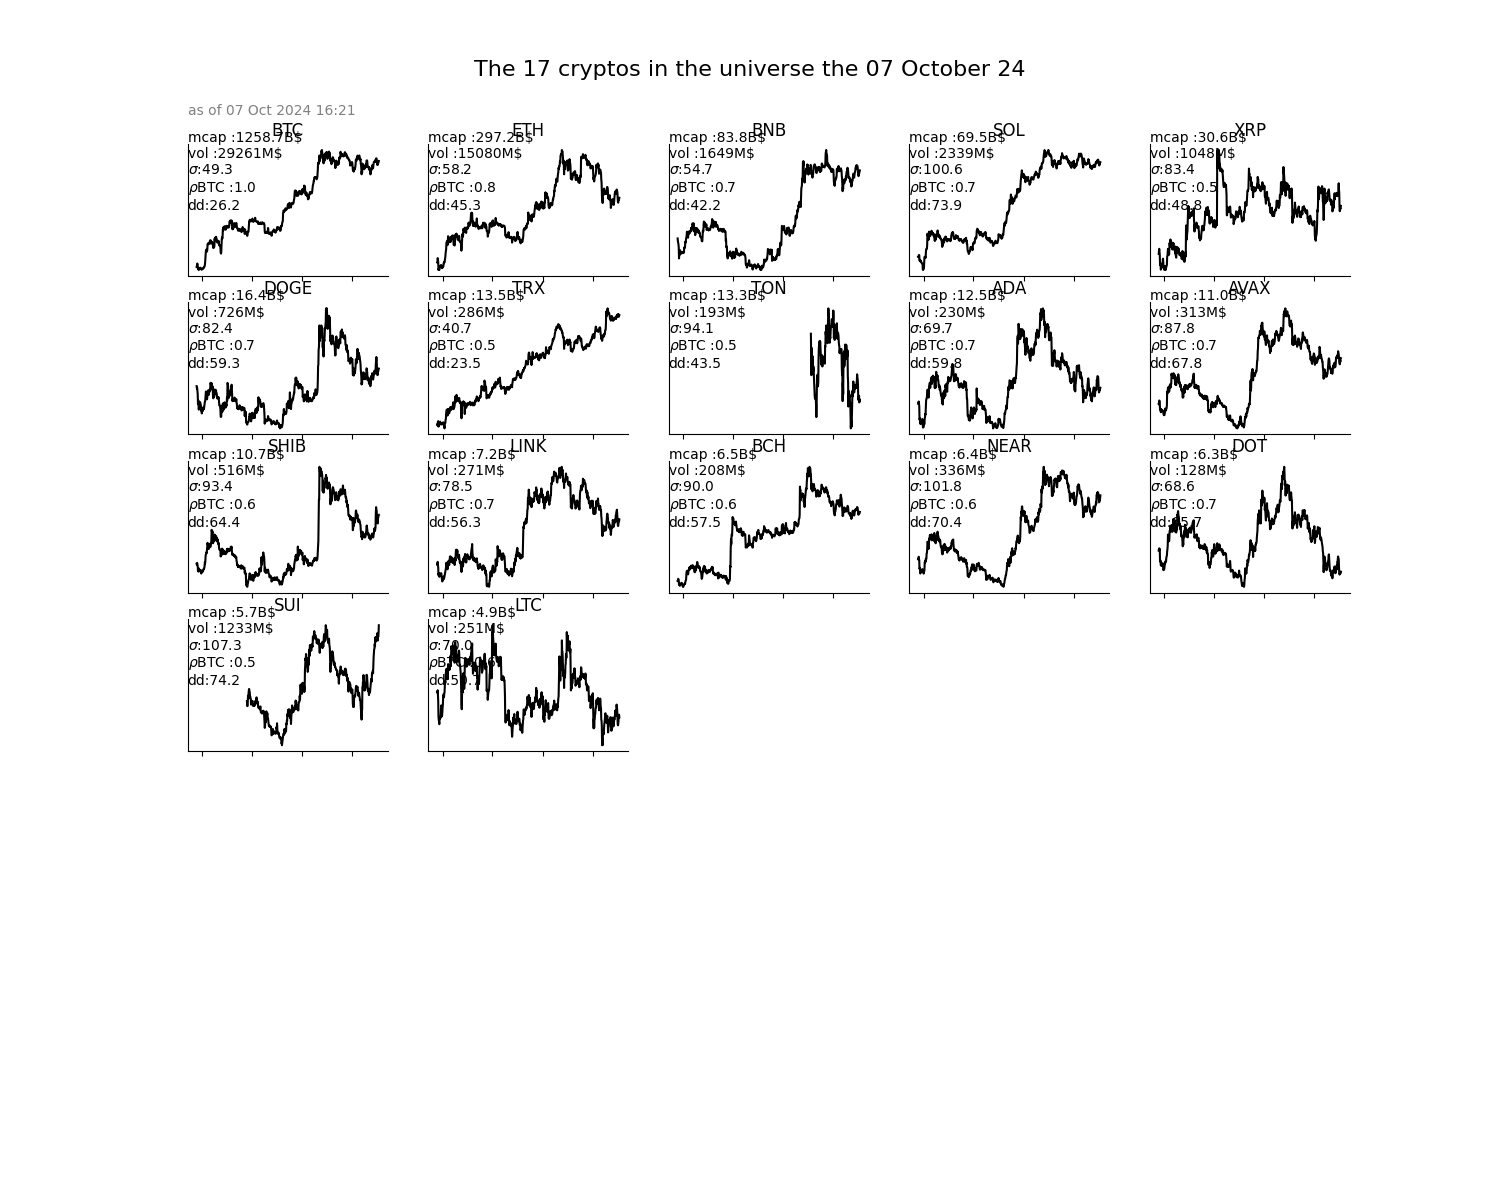 The 17 cryptos in the universe the 07 October 24
as of 07 Oct 2024 16:21
BTC
mcap :1258.7B$
vol :29261M$
σ:49.3
ρBTC :1.0
dd:26.2
ETH
mcap :297.2B$
vol :15080M$
σ:58.2
ρBTC :0.8
dd:45.3
BNB
mcap :83.8B$
vol :1649M$
σ:54.7
ρBTC :0.7
dd:42.2
SOL
mcap :69.5B$
vol :2339M$
σ:100.6
ρBTC :0.7
dd:73.9
XRP
mcap :30.6B$
vol :1048M$
σ:83.4
ρBTC :0.5
dd:48.8
DOGE
mcap :16.4B$
vol :726M$
σ:82.4
ρBTC :0.7
dd:59.3
TRX
mcap :13.5B$
vol :286M$
σ:40.7
ρBTC :0.5
dd:23.5
TON
mcap :13.3B$
vol :193M$
σ:94.1
ρBTC :0.5
dd:43.5
ADA
mcap :12.5B$
vol :230M$
σ:69.7
ρBTC :0.7
dd:59.8
AVAX
mcap :11.0B$
vol :313M$
σ:87.8
ρBTC :0.7
dd:67.8
SHIB
mcap :10.7B$
vol :516M$
σ:93.4
ρBTC :0.6
dd:64.4
LINK
mcap :7.2B$
vol :271M$
σ:78.5
ρBTC :0.7
dd:56.3
BCH
mcap :6.5B$
vol :208M$
σ:90.0
ρBTC :0.6
dd:57.5
NEAR
mcap :6.4B$
vol :336M$
σ:101.8
ρBTC :0.6
dd:70.4
DOT
mcap :6.3B$
vol :128M$
σ:68.6
ρBTC :0.7
SUI
mcap :5.7B$
vol :1233M$
σ:107.3
ρBTC :0.5
dd:74.2
LTC
mcap :4.9B$
vol :251M$
σ:70.0